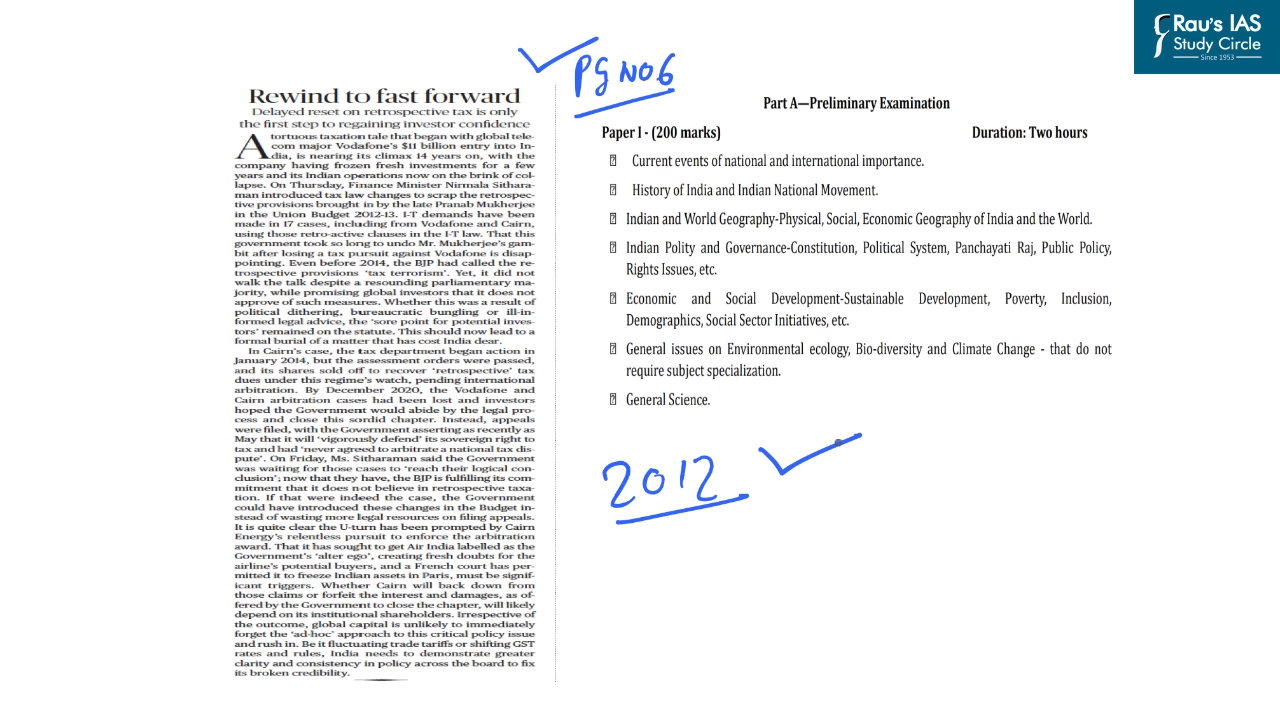 Rau's IAS
Study Circle
Since 1953
PG NO 6
Rewind to fast forward
Delayed reset on retrospective tax is only
the first step to regaining investor confidence
A tortuous taxation tale that began with global tele-
com major Vodafone's $11 billion entry into In-
dia, is nearing its climax 14 years on, with the
company having frozen fresh investments for a few
years and its Indian operations now on the brink of col-
lapse. On Thursday, Finance Minister Nirmala Sithara-
man introduced tax law changes to scrap the retrospec-
tive provisions brought in by the late Pranab Mukherjee
in the Union Budget 2012-13. I-T demands have been
made in 17 cases, including from Vodafone and Cairn,
using those retro-active clauses in the I-T law. That this
government took so long to undo Mr. Mukherjee's gam-
bit after losing a tax pursuit against Vodafone is disap-
pointing. Even before 2014, the BJP had called the re-
trospective provisions 'tax terrorism'. Yet, it did not
walk the talk despite a resounding parliamentary ma-
jority, while promising global investors that it does not
approve of such measures. Whether this was a result of
political dithering, bureaucratic bungling or ill-in-
formed legal advice, the 'sore point for potential inves-
tors' remained on the statute. This should now lead to a
formal burial of a matter that has cost India dear.
In Cairn's case, the tax department began action in
January 2014, but the assessment orders were passed,
and its shares sold off to recover 'retrospective' tax
dues under this regime's watch, pending international
arbitration. By December 2020, the Vodafone and
Cairn arbitration cases had been lost and investors
hoped the Government would abide by the legal pro-
cess and close this sordid chapter. Instead, appeals
were filed, with the Government asserting as recently as
May that it will 'vigorously defend' its sovereign right to
tax and had 'never agreed to arbitrate a national tax dis-
pute'. On Friday, Ms. Sitharaman said the Government
was waiting for those cases to 'reach their logical con-
clusion'; now that they have, the BJP is fulfilling its com-
mitment that it does not believe in retrospective taxa-
tion. If that were indeed the case, the Government
could have introduced these changes in the Budget in-
stead of wasting more legal resources on filing appeals.
It is quite clear the U-turn has been prompted by Cairn
Energy's relentless pursuit to enforce the arbitration
award. That it has sought to get Air India labelled as the
Government's 'alter ego', creating fresh doubts for the
airline's potential buyers, and a French court has per-
mitted it to freeze Indian assets in Paris, must be signif-
icant triggers. Whether Cairn will back down from
those claims or forfeit the interest and damages, as of-
fered by the Government to close the chapter, will likely
depend on its institutional shareholders. Irrespective of
the outcome, global capital is unlikely to immediately
forget the 'ad-hoc' approach to this critical policy issue
and rush in. Be it fluctuating trade tariffs or shifting GST
rates and rules, India needs to demonstrate greater
clarity and consistency in policy across the board to fix
its broken credibility.
Part A—Preliminary Examination
Paper I - (200 marks) Duration: Two hours
Current events of national and international importance.
History of India and Indian National Movement.
Indian and World Geography-Physical, Social, Economic Geography of India and the World.
Indian Polity and Governance-Constitution, Political System, Panchayati Raj, Public Policy,
Rights Issues, etc.
Economic and Social Development-Sustainable Development, Poverty, Inclusion,
Demographics, Social Sector Initiatives, etc.
General issues on Environmental ecology, Bio-diversity and Climate Change - that do not
require subject specialization.
General Science.
2012